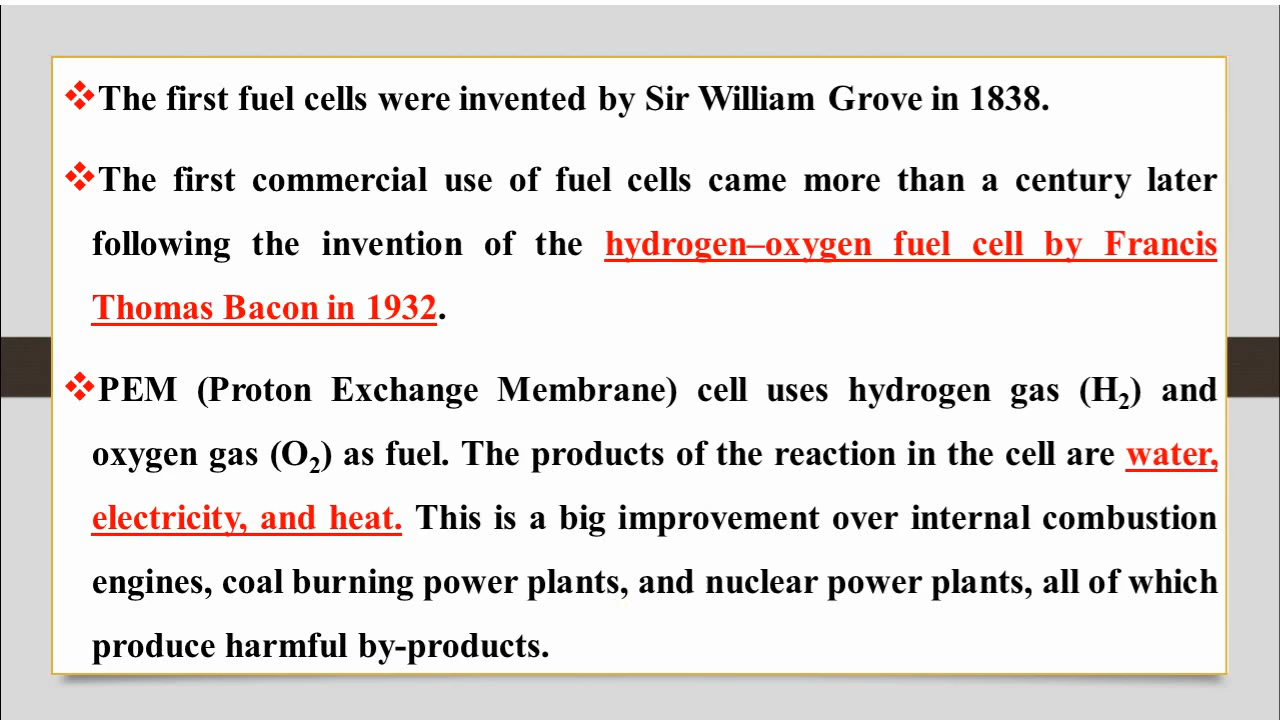 ❖The first fuel cells were invented by Sir William Grove in 1838.
❖The first commercial use of fuel cells came more than a century later
following the invention of the hydrogen–oxygen fuel cell by Francis
Thomas Bacon in 1932.
❖PEM (Proton Exchange Membrane) cell uses hydrogen gas (H₂) and
oxygen gas (O₂) as fuel. The products of the reaction in the cell are water,
electricity, and heat. This is a big improvement over internal combustion
engines, coal burning power plants, and nuclear power plants, all of which
produce harmful by-products.